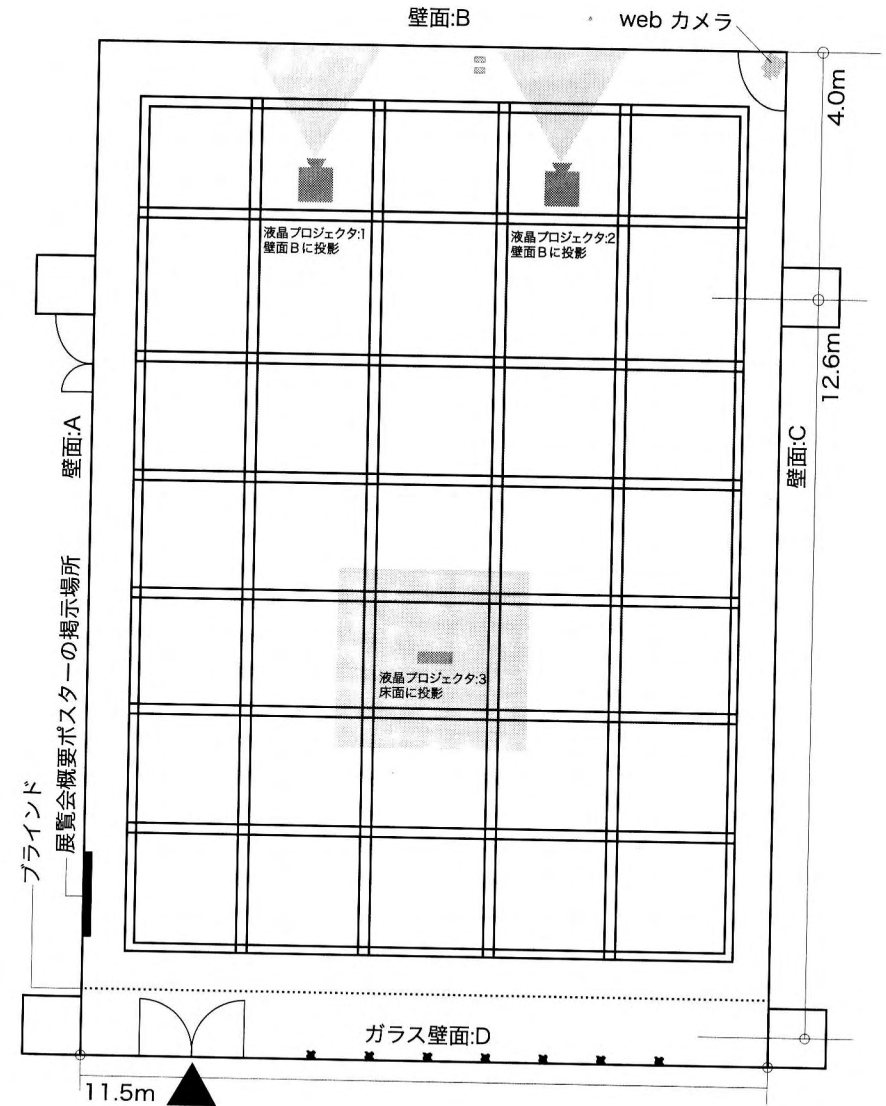 壁面:B
web カメラ
4.0m
液晶プロジェクタ:1
壁面Bに投影
液晶プロジェクタ:2
壁面Bに投影
12.6m
壁面:A
壁面:C
展覧会概要ポスターの掲示場所
液晶プロジェクタ:3
床面に投影
ブラインド
ガラス壁面:D
11.5m